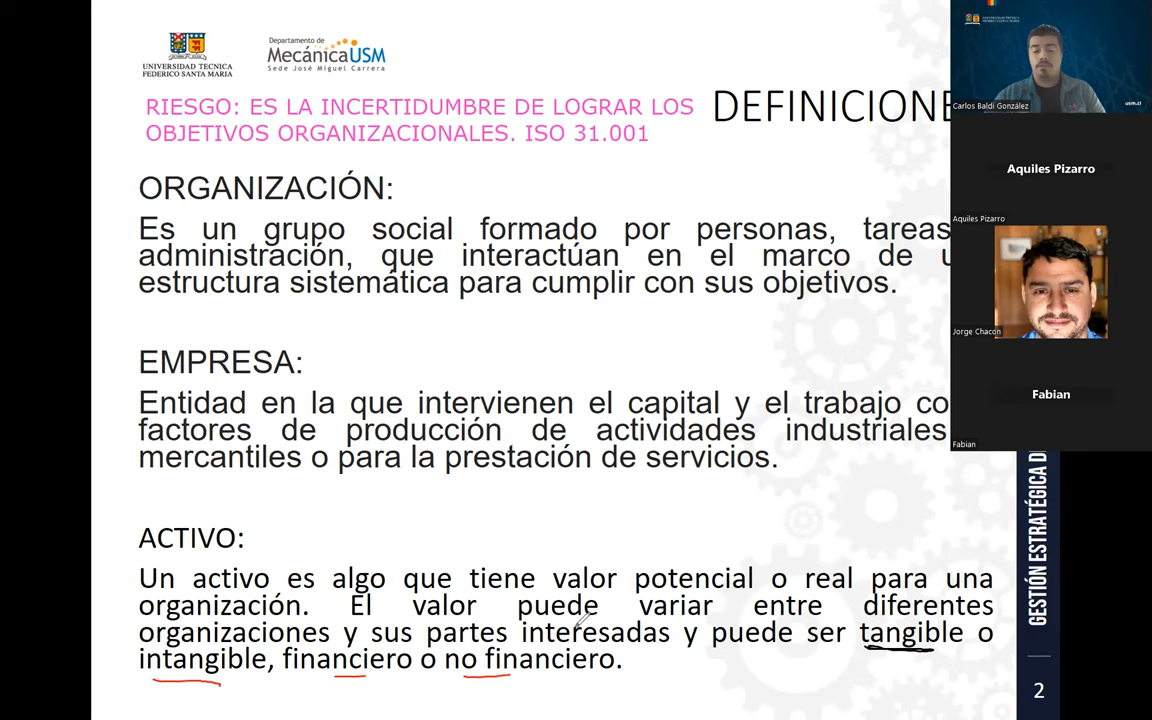 UNIVERSIDAD TECNICA
FEDERICO SANTA MARIA
Departamento de
MecánicaUSM
Sede José Miguel Carrera
RIESGO: ES LA INCERTIDUMBRE DE LOGRAR LOS
OBJETIVOS ORGANIZACIONALES. ISO 31.001
DEFINICIONE
ORGANIZACIÓN:
Es un grupo social formado por personas, tareas
administración, que interactúan en el marco de u
estructura sistemática para cumplir con sus objetivos.
EMPRESA:
Entidad en la que intervienen el capital y el trabajo co
factores de producción de actividades industriales
mercantiles o para la prestación de servicios.
ACTIVO:
Un activo es algo que tiene valor potencial o real para una
organización. El valor puede variar entre diferentes
organizaciones y sus partes interesadas y puede ser tangible o
intangible, financiero o no financiero.
Carlos Baldi González
usm.cl
Aquiles Pizarro
Aquiles Pizarro
Jorge Chacon
Fabian
Fabian
GESTIÓN ESTRATÉGICA D
2